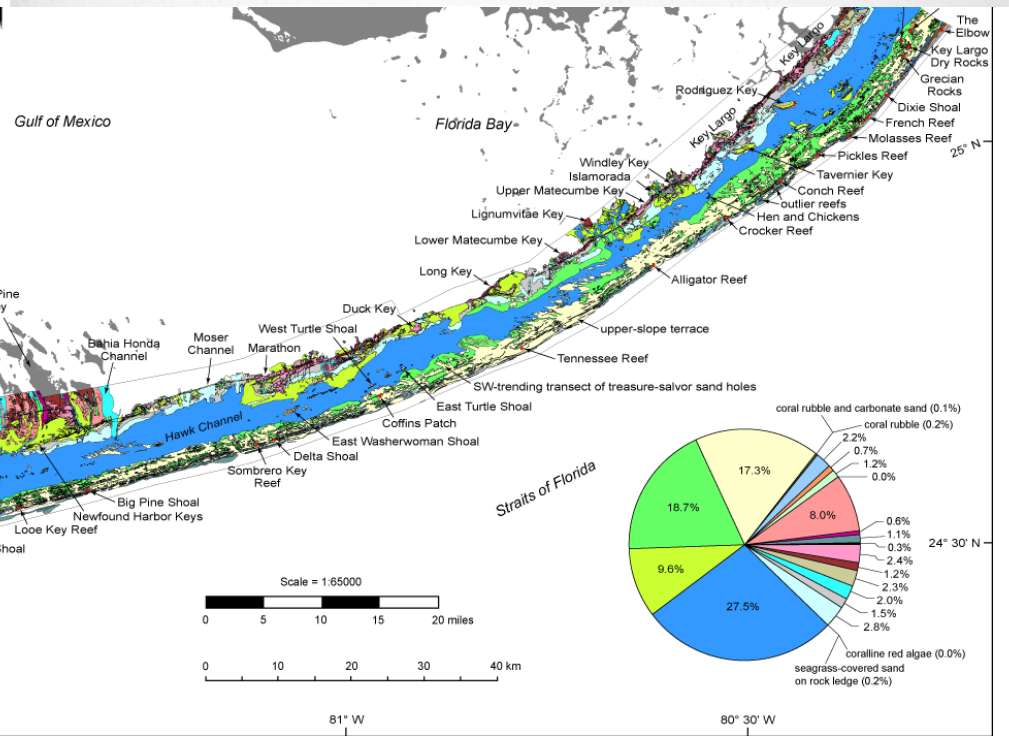 The
Elbow
Key Largo
Dry Rocks
Grecian
Rocks
Dixie Shoal
French Reef
Molasses Reef
Pickles Reef
Tavernier Key
Conch Reef
outlier reefs
Hen and Chickens
Crocker Reef
Alligator Reef
upper-slope terrace
Tennessee Reef
SW-trending transect of treasure-salvor sand holes
East Turtle Shoal
Coffins Patch
East Washerwoman Shoal
Delta Shoal
Sombrero Key
Reef
Big Pine Shoal
Newfound Harbor Keys
Looe Key Reef
Shoal
Gulf of Mexico
Florida Bay
Key Largo
Rodriguez Key
Key Largo
Windley Key
Islamorada
Upper Matecumbe Key
Lignumvitae Key
Lower Matecumbe Key
Long Key
Duck Key
West Turtle Shoal
Marathon
Moser
Channel
Bahia Honda
Channel
Pine
Hawk Channel
Straits of Florida
25° N
24° 30' N
81° W
80° 30' W
Scale = 1:65000
0 5 10 15 20 miles
0 10 20 30 40 km
coral rubble and carbonate sand (0.1%)
coral rubble (0.2%)
2.2%
0.7%
1.2%
0.0%
8.0%
0.6%
1.1%
0.3%
2.4%
1.2%
2.3%
2.0%
1.5%
2.8%
coralline red algae (0.0%)
seagrass-covered sand
on rock ledge (0.2%)
27.5%
9.6%
18.7%
17.3%